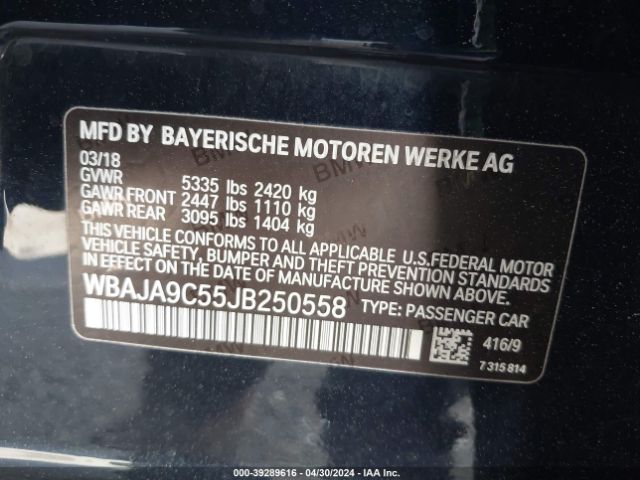 MFD BY BAYERISCHE MOTOREN WERKE AG
03/18
GVWR 5335 lbs 2420 kg
GAWR FRONT 2447 lbs 1110 kg
GAWR REAR 3095 lbs 1404 kg
THIS VEHICLE CONFORMS TO ALL APPLICABLE U.S.FEDERAL MOTOR
VEHICLE SAFETY, BUMPER AND THEFT PREVENTION STANDARDS
IN EFFECT ON THE DATE OF MANUFACTURE SHOWN ABOVE.
WBAJA9C55JB250558 TYPE: PASSENGER CAR
416/9
7315814
000-39289616 - 04/30/2024 - IAA Inc.